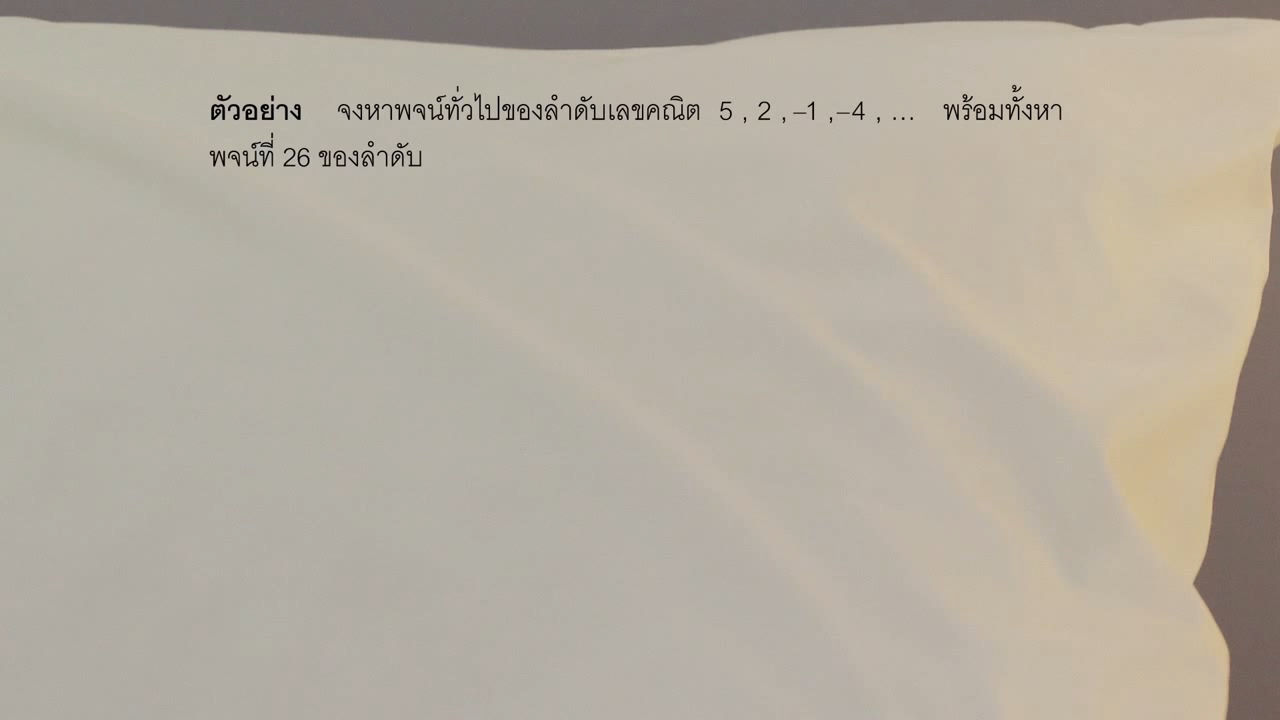 ตัวอย่าง จงหาพจน์ทั่วไปของลำดับเลขคณิต 5 , 2 , –1 ,–4 , ... พร้อมทั้งหา
พจน์ที่ 26 ของลำดับ